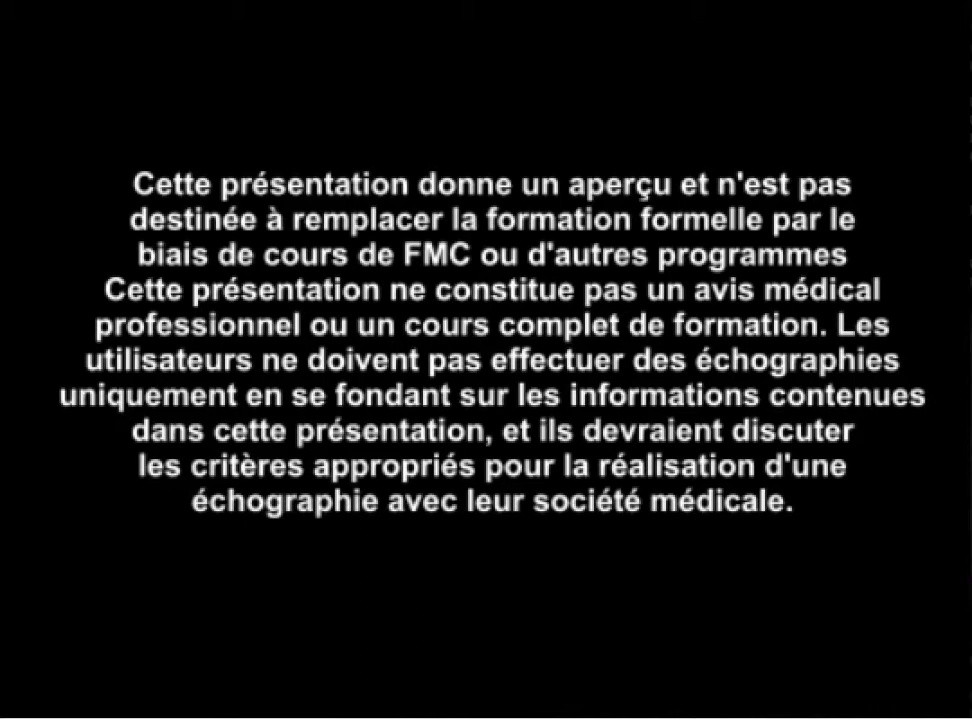 Cette présentation donne un aperçu et n'est pas
destinée à remplacer la formation formelle par le
biais de cours de FMC ou d'autres programmes
Cette présentation ne constitue pas un avis médical
professionnel ou un cours complet de formation. Les
utilisateurs ne doivent pas effectuer des échographies
uniquement en se fondant sur les informations contenues
dans cette présentation, et ils devraient discuter
les critères appropriés pour la réalisation d'une
échographie avec leur société médicale.